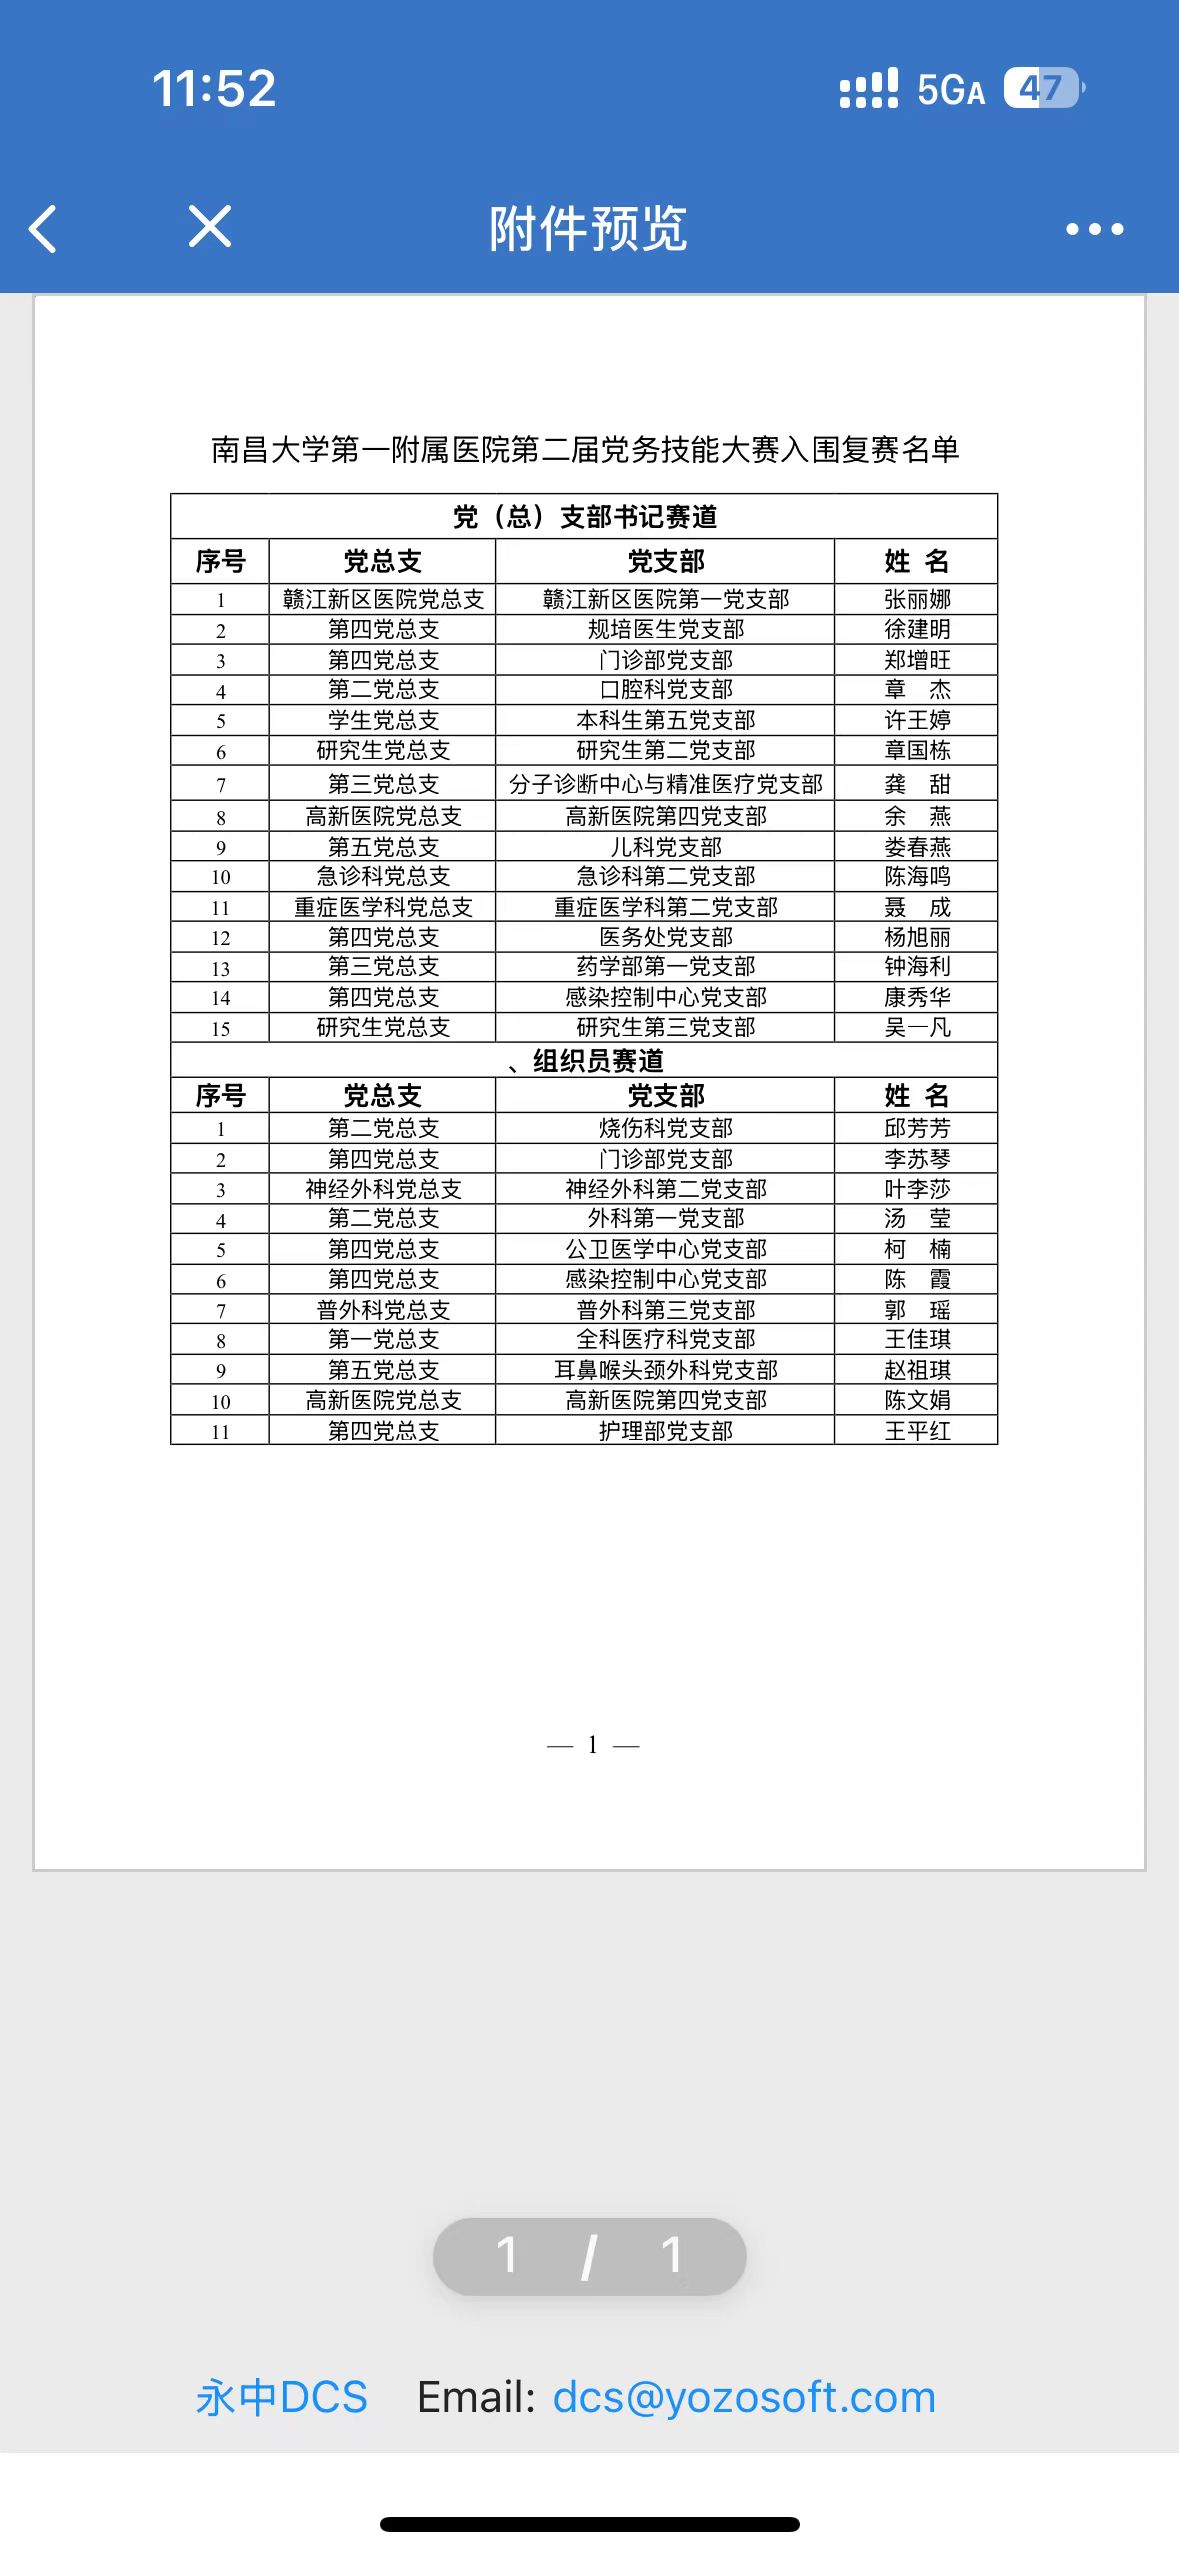 11:52 5GA 47
附件预览
南昌大学第一附属医院第二届党务技能大赛入围复赛名单
党（总）支部书记赛道
序号 党总支 党支部 姓 名
1 赣江新区医院党总支 赣江新区医院第一党支部 张丽娜
2 第四党总支 规培医生党支部 徐建明
3 第四党总支 门诊部党支部 郑增旺
4 第二党总支 口腔科党支部 章 杰
5 学生党总支 本科生第五党支部 许王婷
6 研究生党总支 研究生第二党支部 章国栋
7 第三党总支 分子诊断中心与精准医疗党支部 龚 甜
8 高新医院党总支 高新医院第四党支部 余 燕
9 第五党总支 儿科党支部 娄春燕
10 急诊科党总支 急诊科第二党支部 陈海鸣
11 重症医学科党总支 重症医学科第二党支部 聂 成
12 第四党总支 医务处党支部 杨旭丽
13 第三党总支 药学部第一党支部 钟海利
14 第四党总支 感染控制中心党支部 康秀华
15 研究生党总支 研究生第三党支部 吴一凡
、组织员赛道
序号 党总支 党支部 姓 名
1 第二党总支 烧伤科党支部 邱芳芳
2 第四党总支 门诊部党支部 李苏琴
3 神经外科党总支 神经外科第二党支部 叶李莎
4 第二党总支 外科第一党支部 汤 莹
5 第四党总支 公卫医学中心党支部 柯 楠
6 第四党总支 感染控制中心党支部 陈 霞
7 普外科党总支 普外科第三党支部 郭 瑶
8 第一党总支 全科医疗科党支部 王佳琪
9 第五党总支 耳鼻喉头颈外科党支部 赵祖琪
10 高新医院党总支 高新医院第四党支部 陈文娟
11 第四党总支 护理部党支部 王平红
— 1 —
1 / 1
永中DCS Email: dcs@yozosoft.com